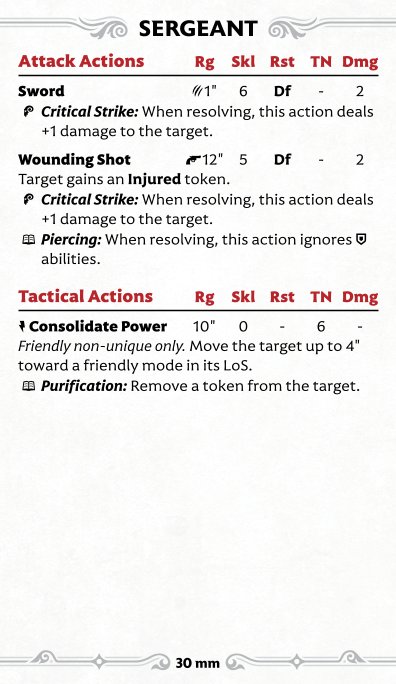 SERGEANT
Attack Actions Rg Skl Rst TN Dmg
Sword 1" 6 Df - 2
Critical Strike: When resolving, this action deals
+1 damage to the target.
Wounding Shot 12" 5 Df - 2
Target gains an Injured token.
Critical Strike: When resolving, this action deals
+1 damage to the target.
Piercing: When resolving, this action ignores
abilities.
Tactical Actions Rg Skl Rst TN Dmg
Consolidate Power 10" 0 - 6 -
Friendly non-unique only. Move the target up to 4"
toward a friendly mode in its LoS.
Purification: Remove a token from the target.
30 mm